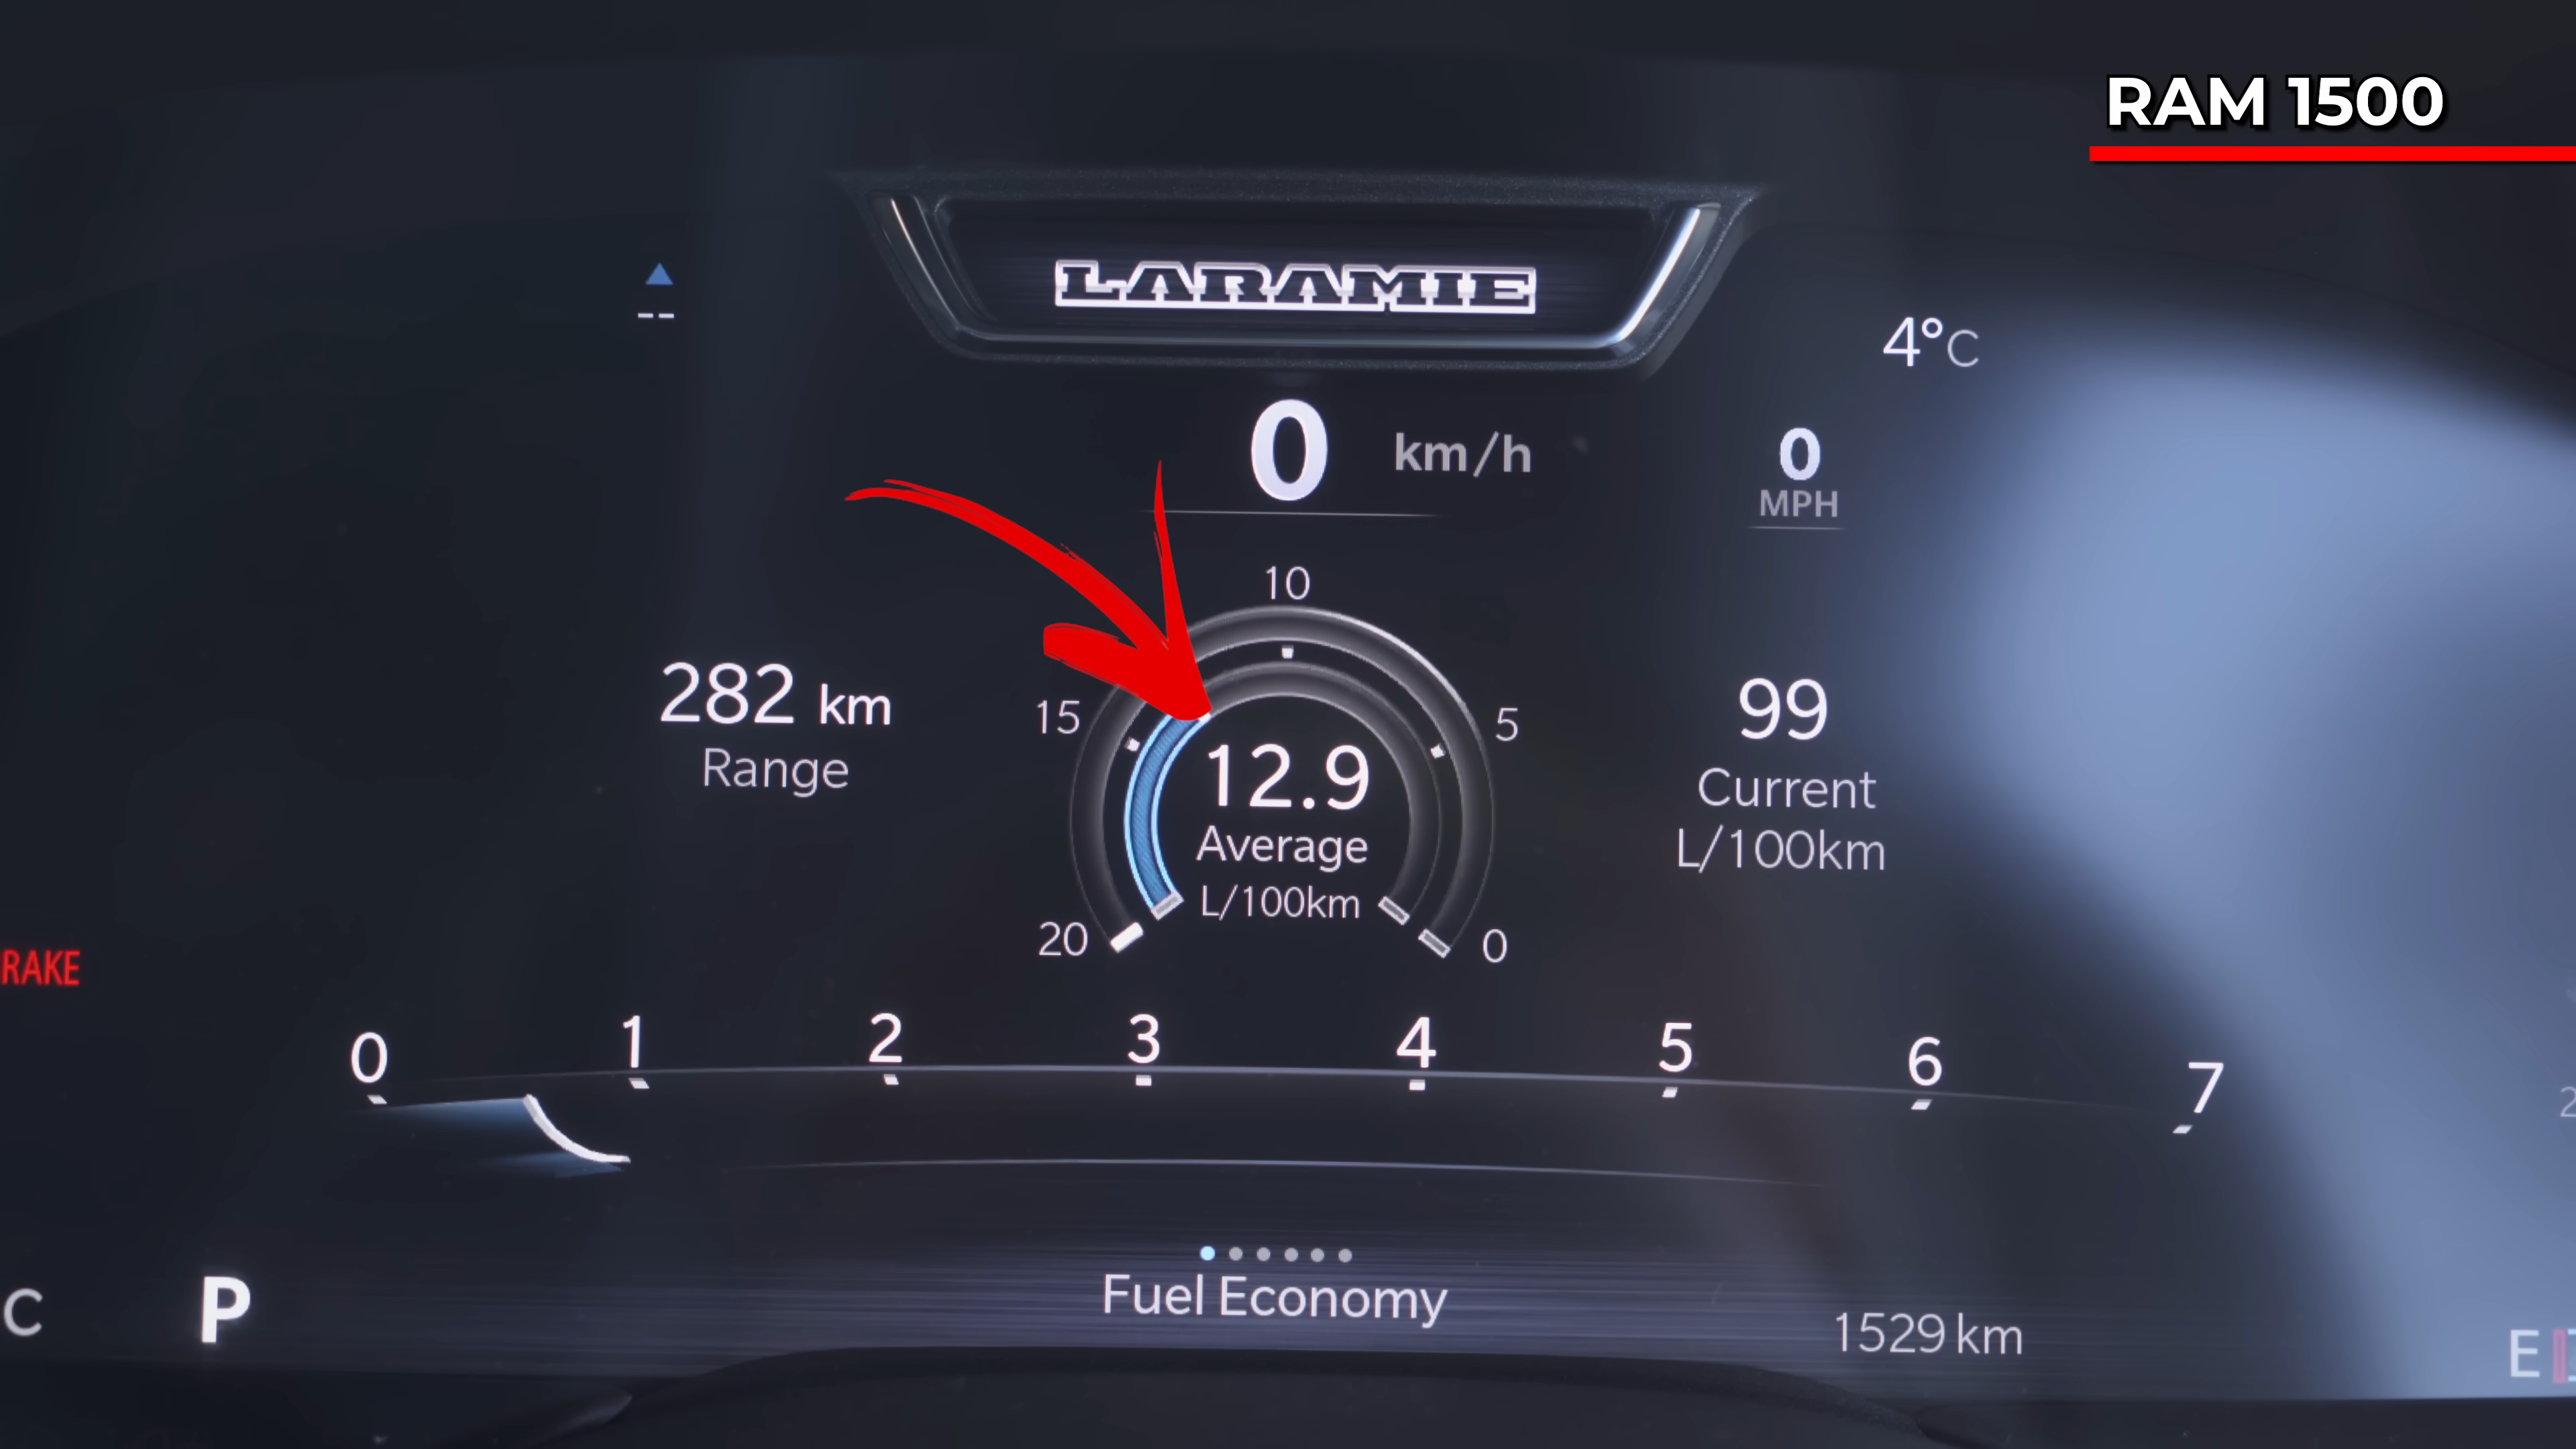 RAM 1500
LARAMIE
--
4°C
0 km/h
0
MPH
10
15
5
282 km
Range
12.9
Average
L/100km
99
Current
L/100km
20
0
RAKE
0 1 2 3 4 5 6 7
2
C
P
Fuel Economy
1529 km
E